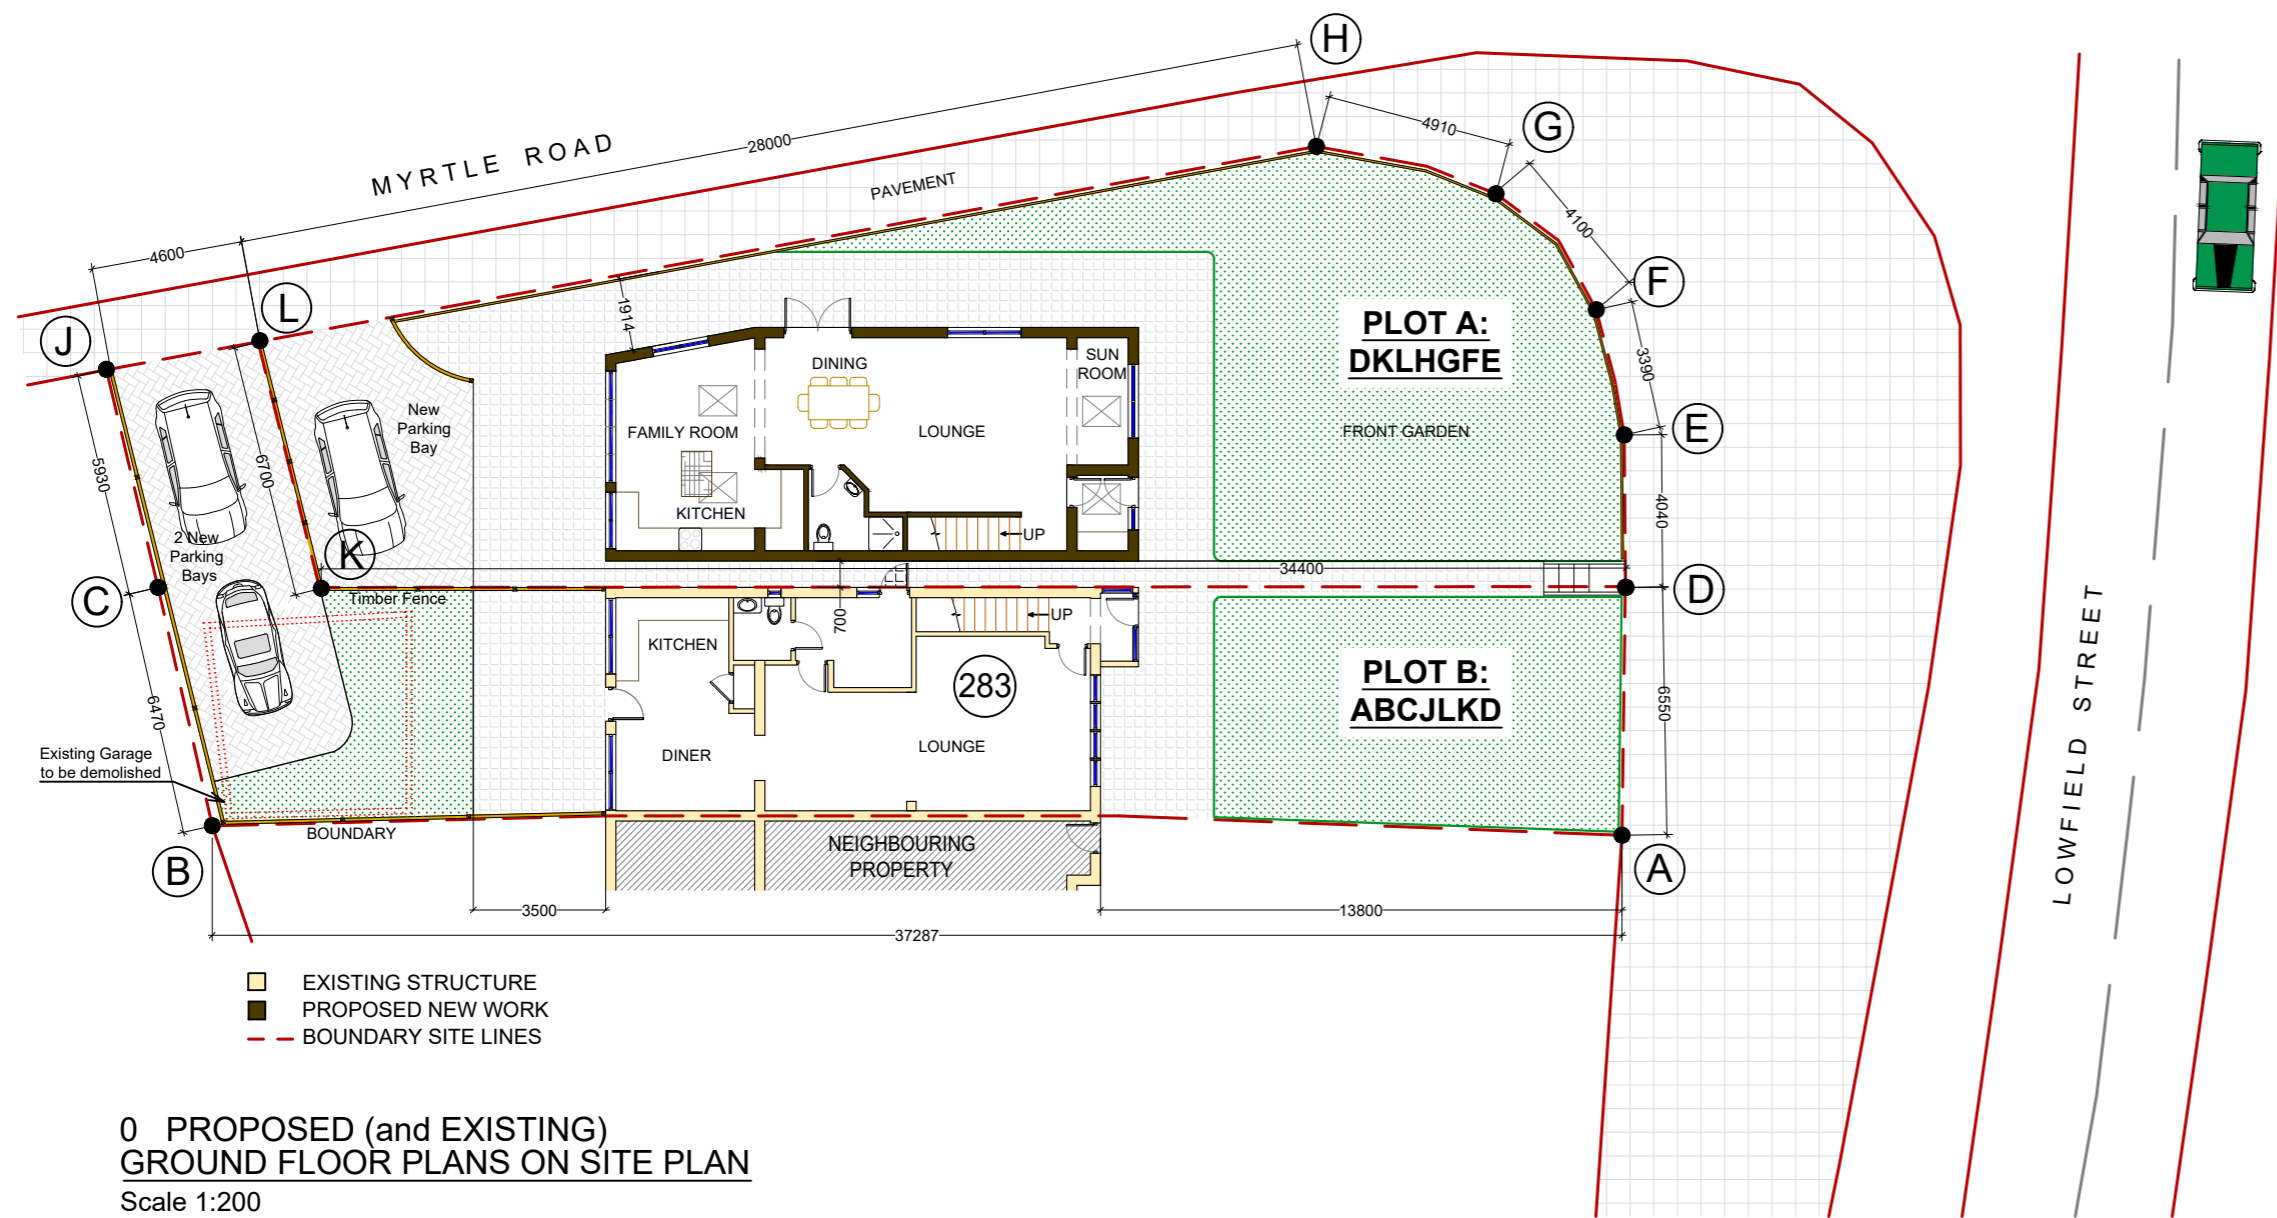 H
4910
G
MYRTLE ROAD
28000
PAVEMENT
4100
4600
F
L
1914
J
PLOT A:
DKLHGFE
3390
DINING
SUN
ROOM
New
Parking
Bay
FAMILY ROOM
LOUNGE
FRONT GARDEN
E
5930
6700
4040
KITCHEN
2 New
Parking
Bays
UP
K
34400
C
Timber Fence
D
700
UP
KITCHEN
283
PLOT B:
ABCJLKD
6550
6470
LOWFIELD STREET
Existing Garage
to be demolished
DINER
LOUNGE
BOUNDARY
NEIGHBOURING
PROPERTY
B
A
3500
13800
37287
EXISTING STRUCTURE
PROPOSED NEW WORK
BOUNDARY SITE LINES
0 PROPOSED (and EXISTING)
GROUND FLOOR PLANS ON SITE PLAN
Scale 1:200